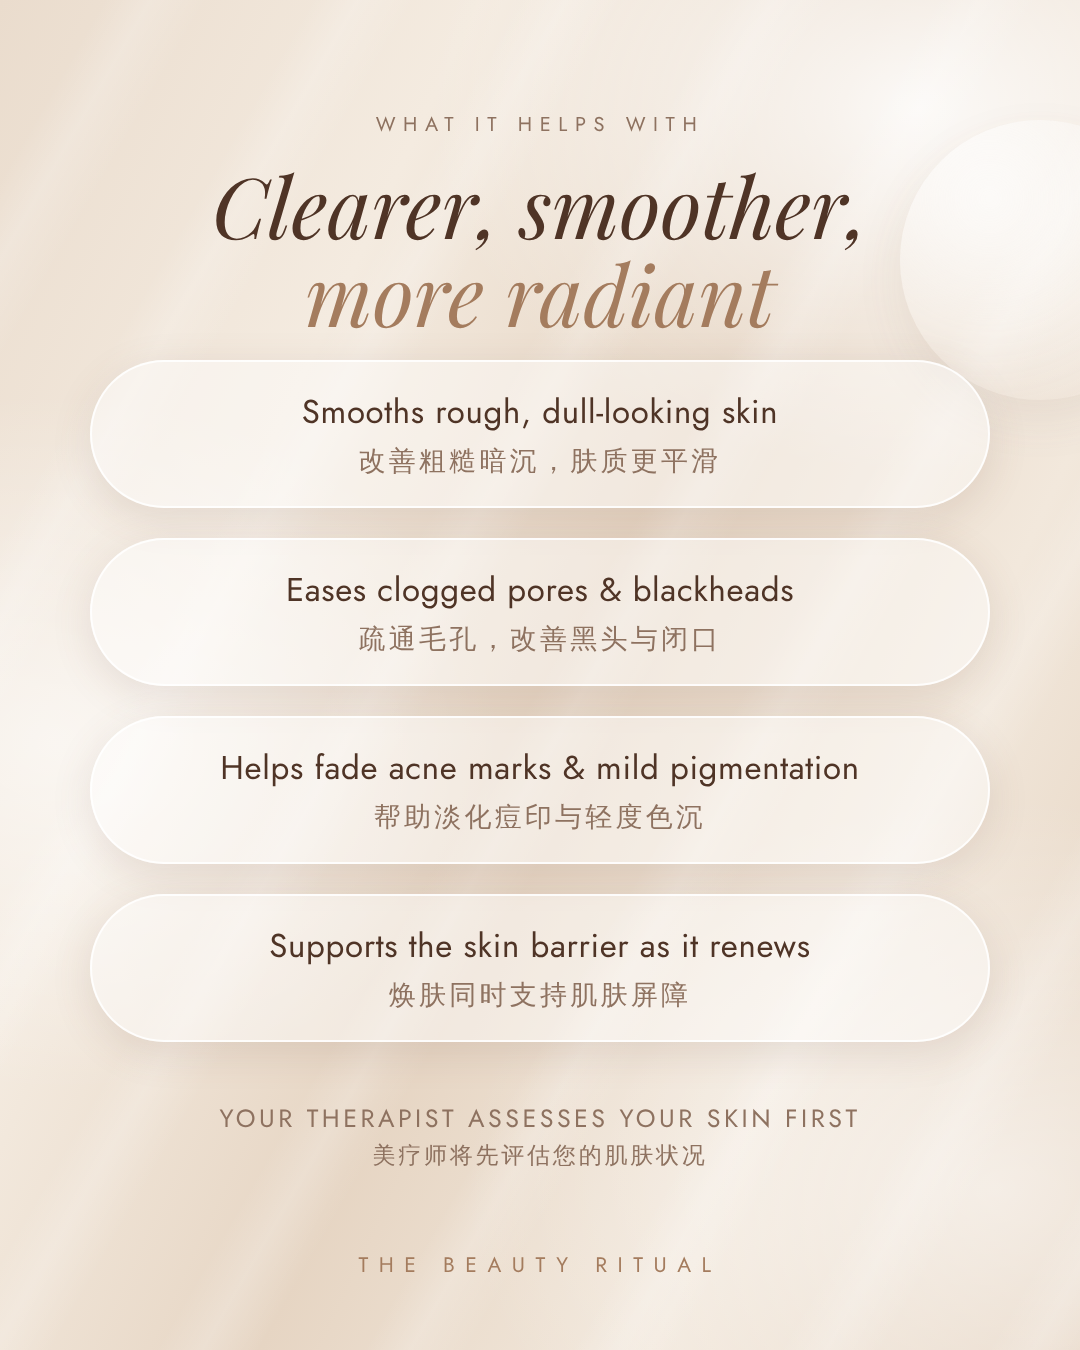 WHAT IT HELPS WITH
Clearer, smoother,
more radiant
Smooths rough, dull-looking skin
改善粗糙暗沉，肤质更平滑
Eases clogged pores & blackheads
疏通毛孔，改善黑头与闭口
Helps fade acne marks & mild pigmentation
帮助淡化痘印与轻度色沉
Supports the skin barrier as it renews
焕肤同时支持肌肤屏障
YOUR THERAPIST ASSESSES YOUR SKIN FIRST
美疗师将先评估您的肌肤状况
THE BEAUTY RITUAL